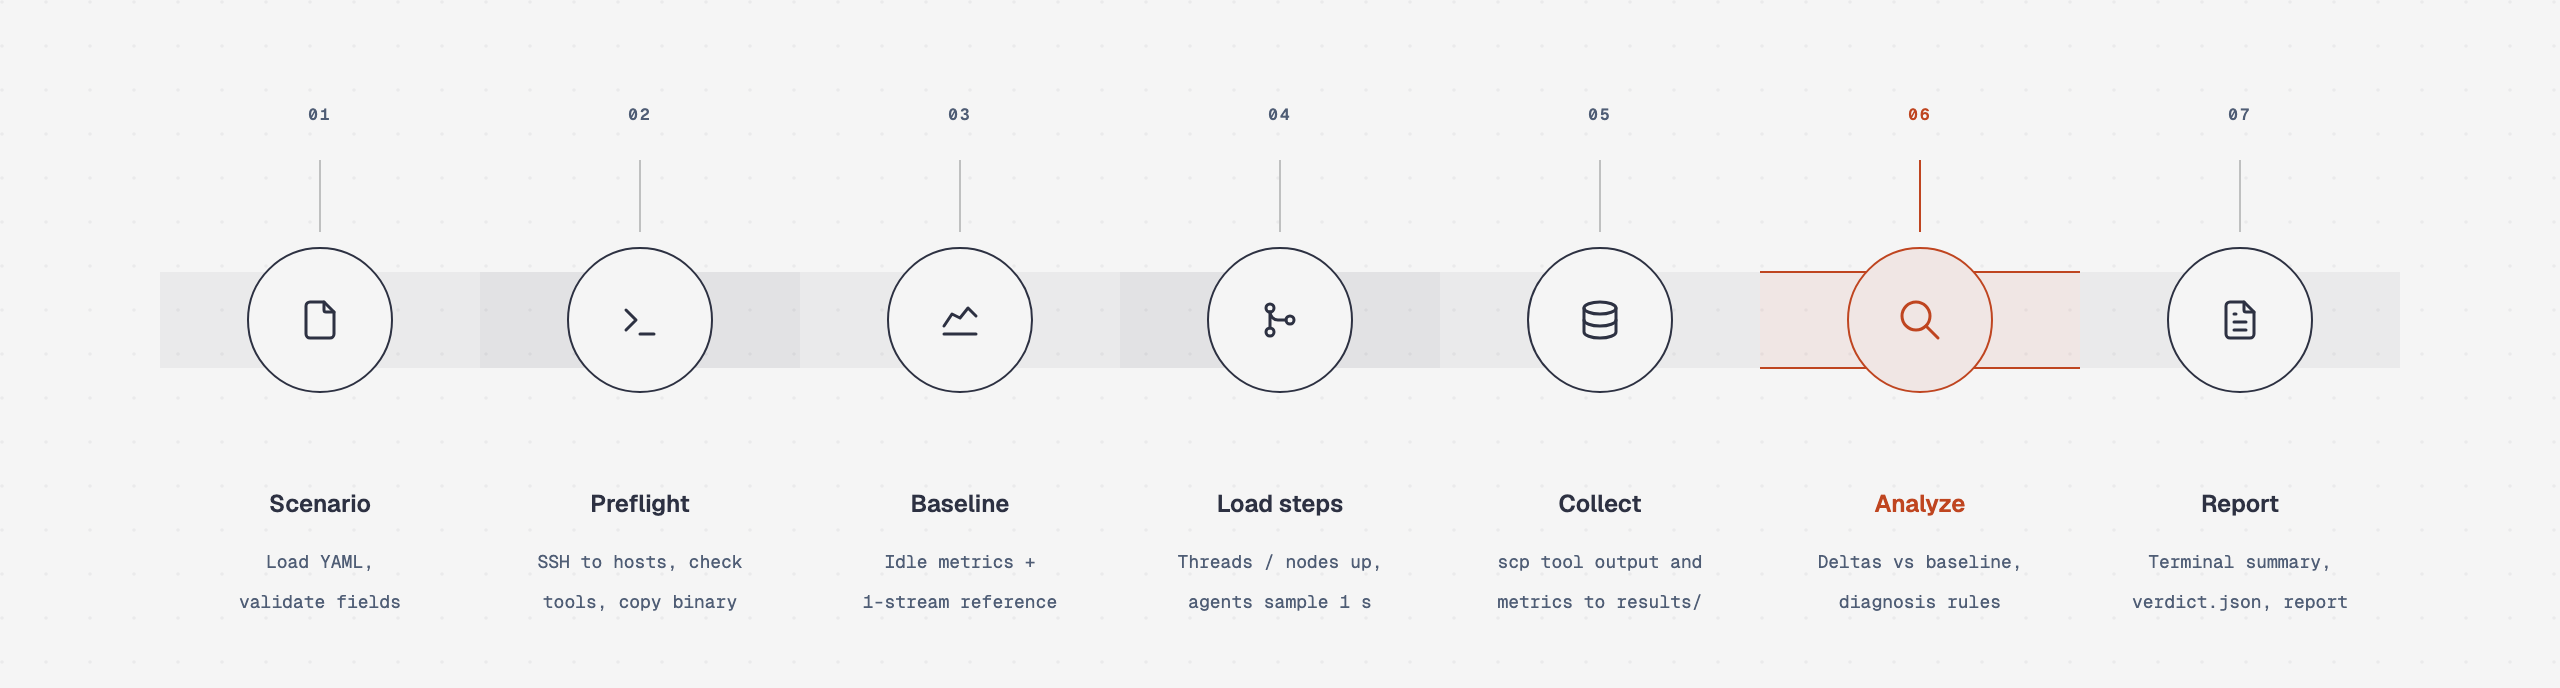 01
02
03
04
05
06
07
Scenario
Load YAML,
validate fields
Preflight
SSH to hosts, check
tools, copy binary
Baseline
Idle metrics +
1-stream reference
Load steps
Threads / nodes up,
agents sample 1 s
Collect
scp tool output and
metrics to results/
Analyze
Deltas vs baseline,
diagnosis rules
Report
Terminal summary,
verdict.json, report